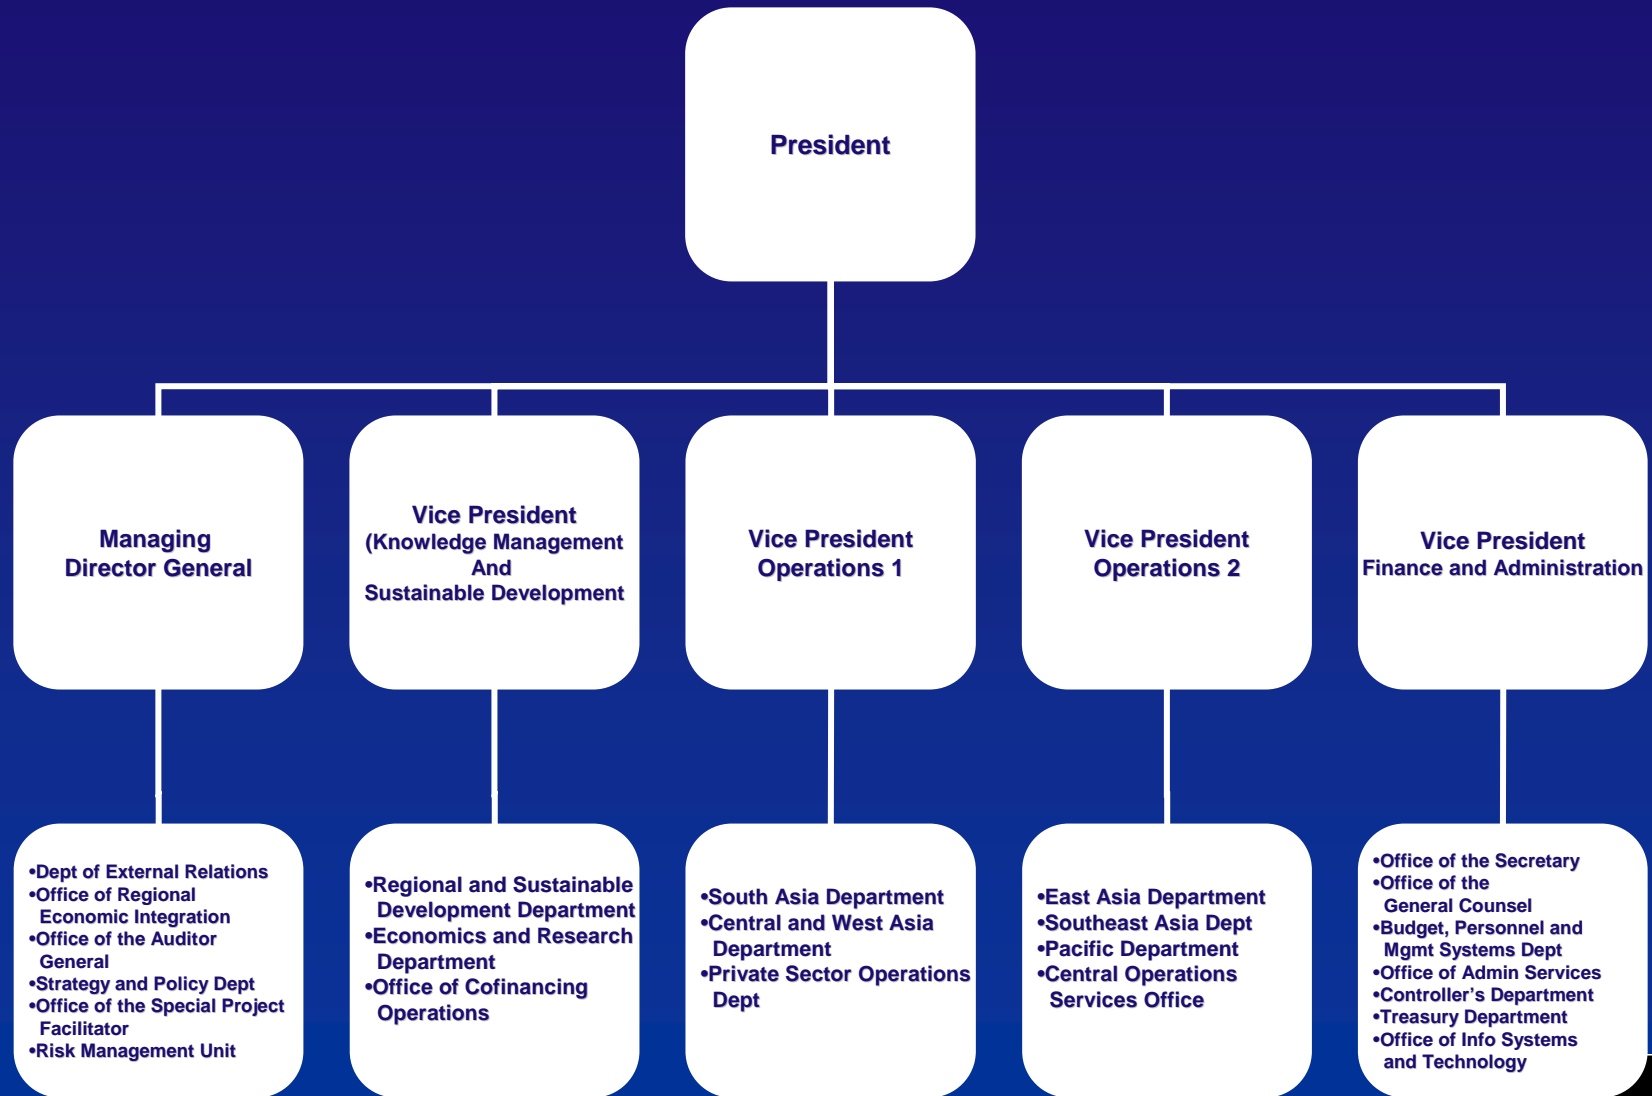 President
Managing
Director General
Vice President
(Knowledge Management
And
Sustainable Development
Vice President
Operations 1
Vice President
Operations 2
Vice President
Finance and Administration
•Dept of External Relations
•Office of Regional
Economic Integration
•Office of the Auditor
General
•Strategy and Policy Dept
•Office of the Special Project
Facilitator
•Risk Management Unit
•Regional and Sustainable
Development Department
•Economics and Research
Department
•Office of Cofinancing
Operations
•South Asia Department
•Central and West Asia
Department
•Private Sector Operations
Dept
•East Asia Department
•Southeast Asia Dept
•Pacific Department
•Central Operations
Services Office
•Office of the Secretary
•Office of the
General Counsel
•Budget, Personnel and
Mgmt Systems Dept
•Office of Admin Services
•Controller's Department
•Treasury Department
•Office of Info Systems
and Technology